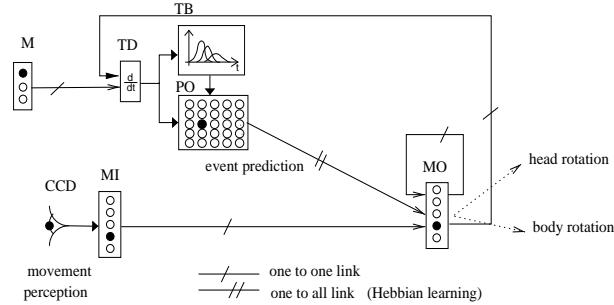 TB
M
TD
d
dt
t
PO
MO
event prediction
head rotation
CCD
MI
body rotation
movement
perception
one to one link
one to all link (Hebbian learning)